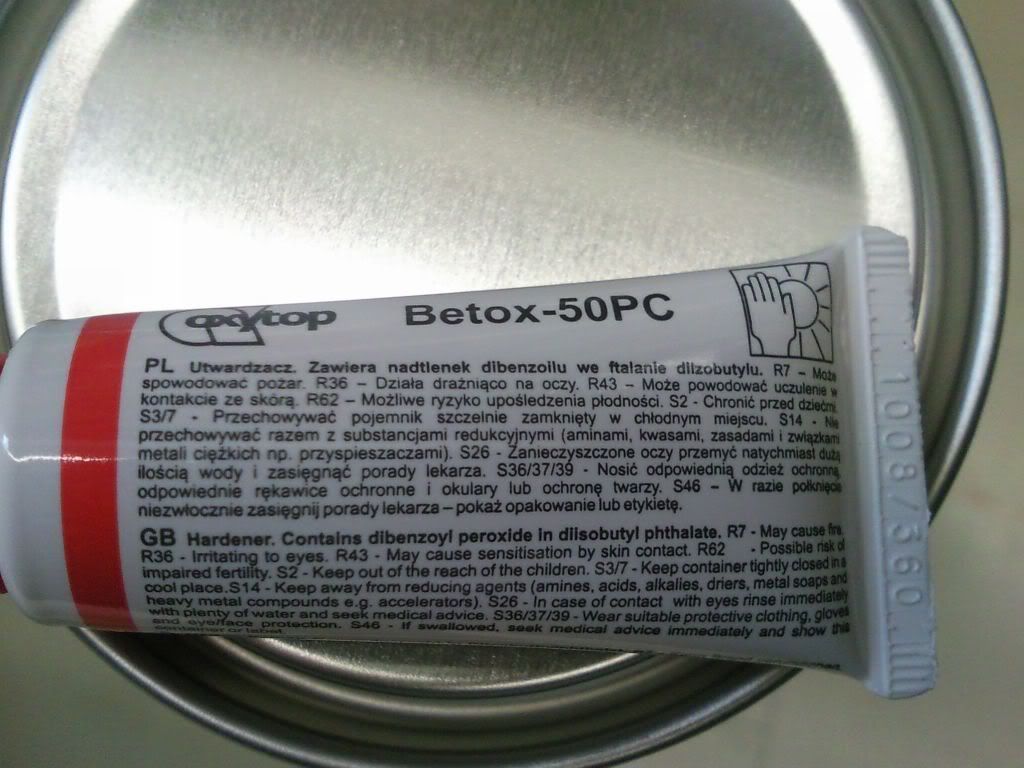 oxytop
Betox-50PC
PL Utwardzacz. Zawiera nadtlenek dibenzoilu we ftalanie diizobutylu. R7 – Może
spowodować pożar. R36 – Działa drażniąco na oczy. R43 – Może powodować uczulenie w
kontakcie ze skórą. R62 – Możliwe ryzyko upośledzenia płodności. S2 - Chronić przed dziećmi.
S3/7 - Przechowywać pojemnik szczelnie zamknięty w chłodnym miejscu. S14 - Nie
przechowywać razem z substancjami redukcyjnymi (aminami, kwasami, zasadami i związkami
metali ciężkich np. przyspieszaczami). S26 - Zanieczyszczone oczy przemyć natychmiast dużą
ilością wody i zasięgnąć porady lekarza. S36/37/39 - Nosić odpowiednią odzież ochronną,
odpowiednie rękawice ochronne i okulary lub ochronę twarzy. S46 – W razie połknięcia
niezwłocznie zasięgnij porady lekarza – pokaż opakowanie lub etykietę.
GB Hardener. Contains dibenzoyl peroxide in diisobutyl phthalate. R7 - May cause fire.
R36 - Irritating to eyes. R43 - May cause sensitisation by skin contact. R62 - Possible risk of
impaired fertility. S2 - Keep out of the reach of the children. S3/7 - Keep container tightly closed in a
cool place.S14 - Keep away from reducing agents (amines, acids, alkalies, driers, metal soaps and
heavy metal compounds e.g. accelerators). S26 - In case of contact with eyes rinse immediately
with plenty of water and seek medical advice. S36/37/39 - Wear suitable protective clothing, gloves
and eye/face protection. S46 - If swallowed, seek medical advice immediately and show this
container or label.
1008/360